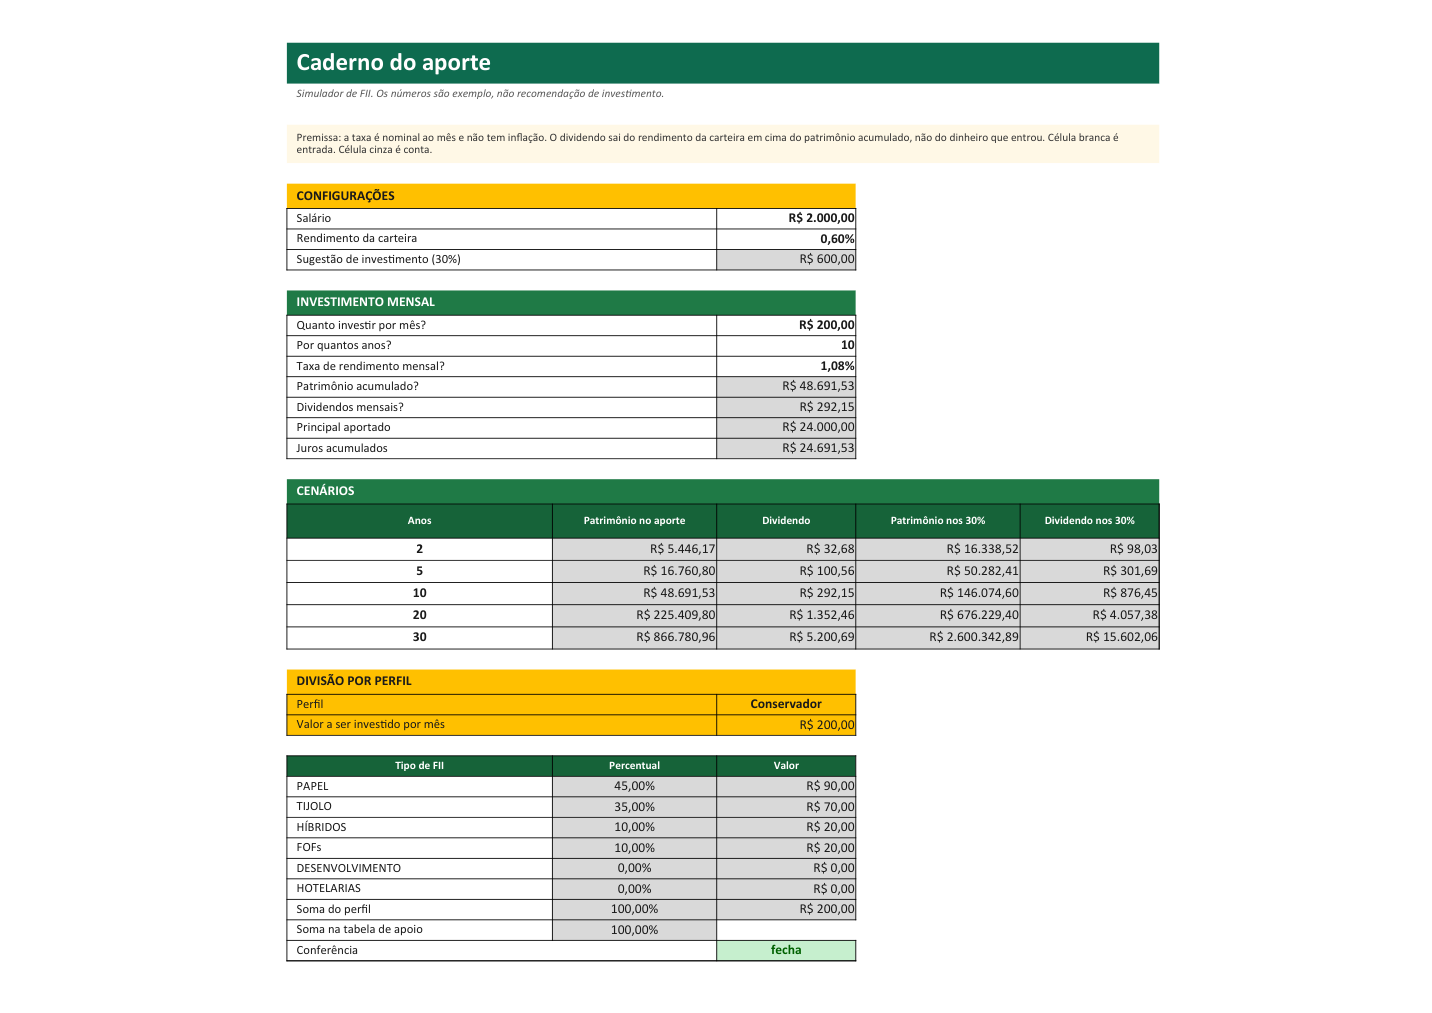 Caderno do aporte
Simulador de FII. Os números são exemplo, não recomendação de investimento.
Premissa: a taxa é nominal ao mês e não tem inflação. O dividendo sai do rendimento da carteira em cima do patrimônio acumulado, não do dinheiro que entrou. Célula branca é
entrada. Célula cinza é conta.
CONFIGURAÇÕES
Salário R$ 2.000,00
Rendimento da carteira 0,60%
Sugestão de investimento (30%) R$ 600,00
INVESTIMENTO MENSAL
Quanto investir por mês? R$ 200,00
Por quantos anos? 10
Taxa de rendimento mensal? 1,08%
Patrimônio acumulado? R$ 48.691,53
Dividendos mensais? R$ 292,15
Principal aportado R$ 24.000,00
Juros acumulados R$ 24.691,53
CENÁRIOS
Anos Patrimônio no aporte Dividendo Patrimônio nos 30% Dividendo nos 30%
2 R$ 5.446,17 R$ 32,68 R$ 16.338,52 R$ 98,03
5 R$ 16.760,80 R$ 100,56 R$ 50.282,41 R$ 301,69
10 R$ 48.691,53 R$ 292,15 R$ 146.074,60 R$ 876,45
20 R$ 225.409,80 R$ 1.352,46 R$ 676.229,40 R$ 4.057,38
30 R$ 866.780,96 R$ 5.200,69 R$ 2.600.342,89 R$ 15.602,06
DIVISÃO POR PERFIL
Perfil Conservador
Valor a ser investido por mês R$ 200,00
Tipo de FII Percentual Valor
PAPEL 45,00% R$ 90,00
TIJOLO 35,00% R$ 70,00
HÍBRIDOS 10,00% R$ 20,00
FOFs 10,00% R$ 20,00
DESENVOLVIMENTO 0,00% R$ 0,00
HOTELARIAS 0,00% R$ 0,00
Soma do perfil 100,00% R$ 200,00
Soma na tabela de apoio 100,00%
Conferência fecha